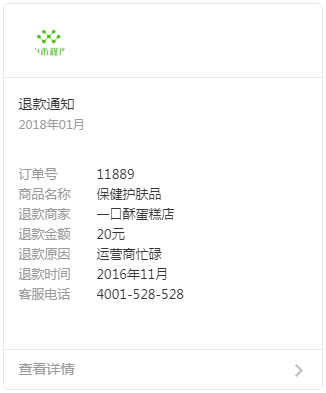 退款通知
2018年01月
订单号 11889
商品名称 保健护肤品
退款商家 一口酥蛋糕店
退款金额 20元
退款原因 运营商忙碌
退款时间 2016年11月
客服电话 4001-528-528
查看详情